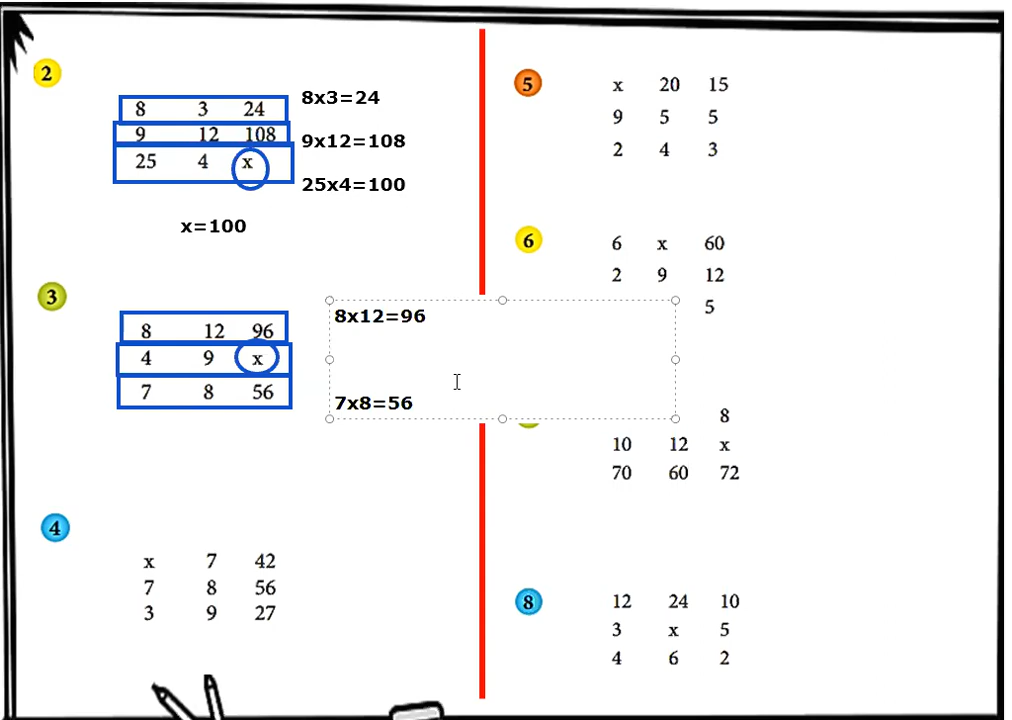 2
8 3 24
8x3=24
9 12 108
9x12=108
25 4 x
25x4=100
x=100
3
8 12 96
8x12=96
4 9 x
7 8 56
7x8=56
4
x 7 42
7 8 56
3 9 27
5
x 20 15
9 5 5
2 4 3
6
6 x 60
2 9 12
5
8
10 12 x
70 60 72
8
12 24 10
3 x 5
4 6 2